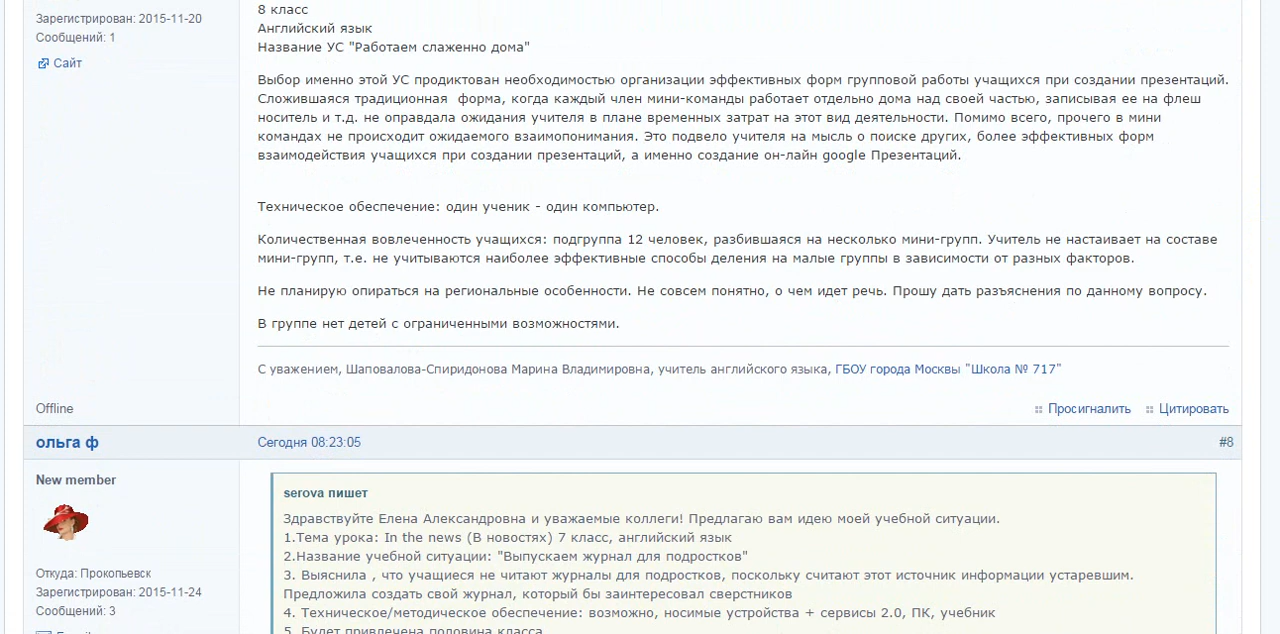 Зарегистрирован: 2015-11-20
Сообщений: 1
Сайт
8 класс
Английский язык
Название УС "Работаем слаженно дома"
Выбор именно этой УС продиктован необходимостью организации эффективных форм групповой работы учащихся при создании презентаций.
Сложившаяся традиционная  форма, когда каждый член мини-команды работает отдельно дома над своей частью, записывая ее на флеш
носитель и т.д. не оправдала ожидания учителя в плане временных затрат на этот вид деятельности. Помимо всего, прочего в мини
командах не происходит ожидаемого взаимопонимания. Это подвело учителя на мысль о поиске других, более эффективных форм
взаимодействия учащихся при создании презентаций, а именно создание он-лайн google Презентаций.
Техническое обеспечение: один ученик - один компьютер.
Количественная вовлеченность учащихся: подгруппа 12 человек, разбившаяся на несколько мини-групп. Учитель не настаивает на составе
мини-групп, т.е. не учитываются наиболее эффективные способы деления на малые группы в зависимости от разных факторов.
Не планирую опираться на региональные особенности. Не совсем понятно, о чем идет речь. Прошу дать разъяснения по данному вопросу.
В группе нет детей с ограниченными возможностями.
С уважением, Шаповалова-Спиридонова Марина Владимировна, учитель английского языка, ГБОУ города Москвы "Школа № 717"
Offline
Просигналить Цитировать
ольга ф
Сегодня 08:23:05
#8
New member
Откуда: Прокопьевск
Зарегистрирован: 2015-11-24
Сообщений: 3
serova пишет
Здравствуйте Елена Александровна и уважаемые коллеги! Предлагаю вам идею моей учебной ситуации.
1.Тема урока: In the news (В новостях) 7 класс, английский язык
2.Название учебной ситуации: "Выпускаем журнал для подростков"
3. Выяснила , что учащиеся не читают журналы для подростков, поскольку считают этот источник информации устаревшим.
Предложила создать свой журнал, который бы заинтересовал сверстников
4. Техническое/методическое обеспечение: возможно, носимые устройства + сервисы 2.0, ПК, учебник
5. Будет привлечена половина класса